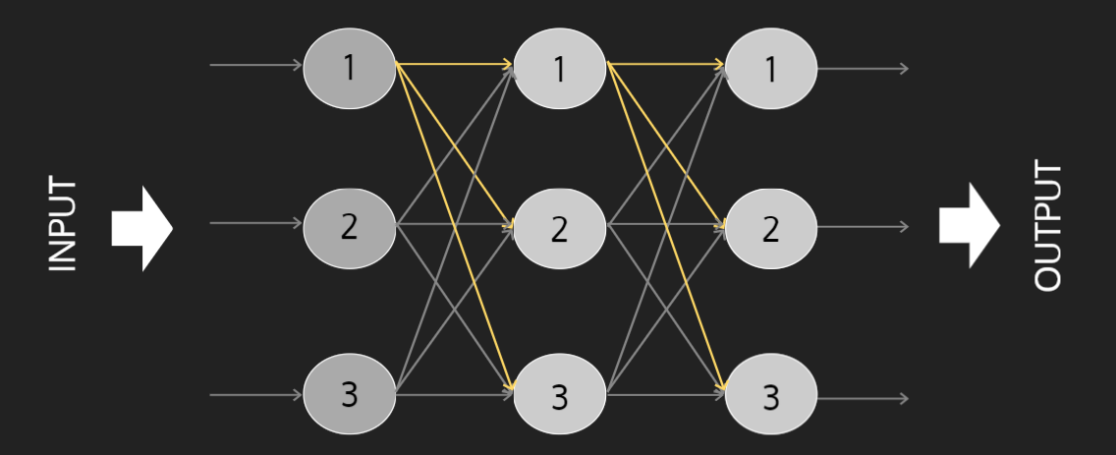 INPUT
1 1 1
2 2 2
3 3 3
OUTPUT